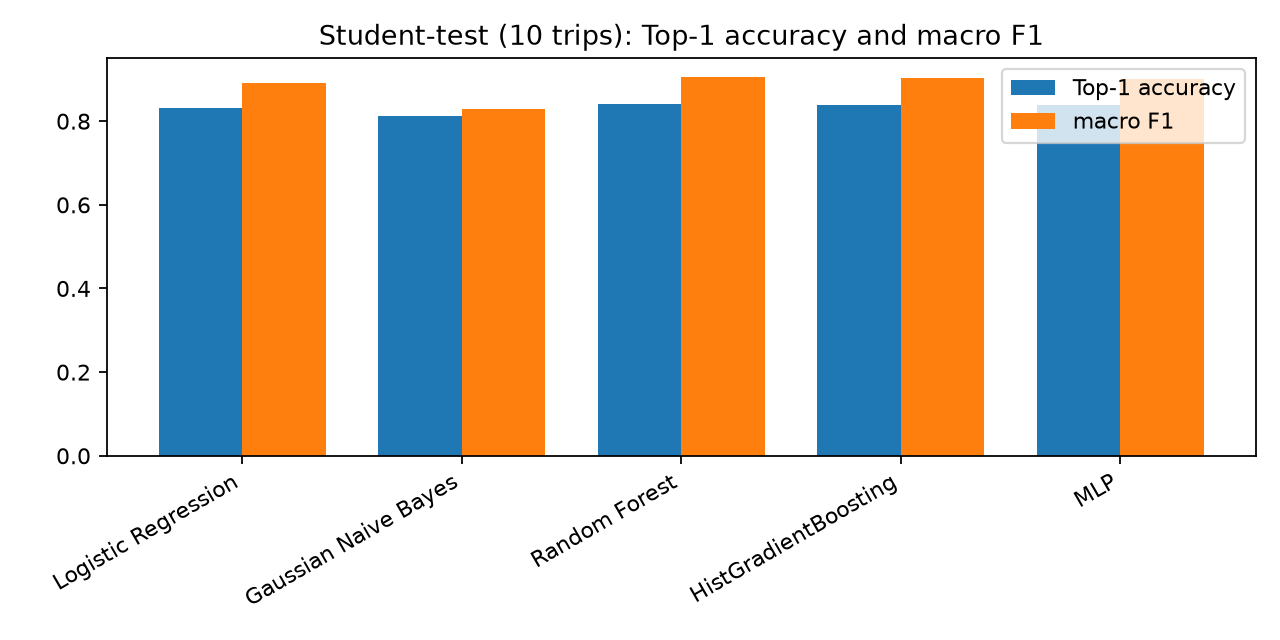 Student-test (10 trips): Top-1 accuracy and macro F1
Top-1 accuracy
macro F1
0.8
0.6
0.4
0.2
0.0
Logistic Regression
Gaussian Naive Bayes
Random Forest
HistGradientBoosting
MLP